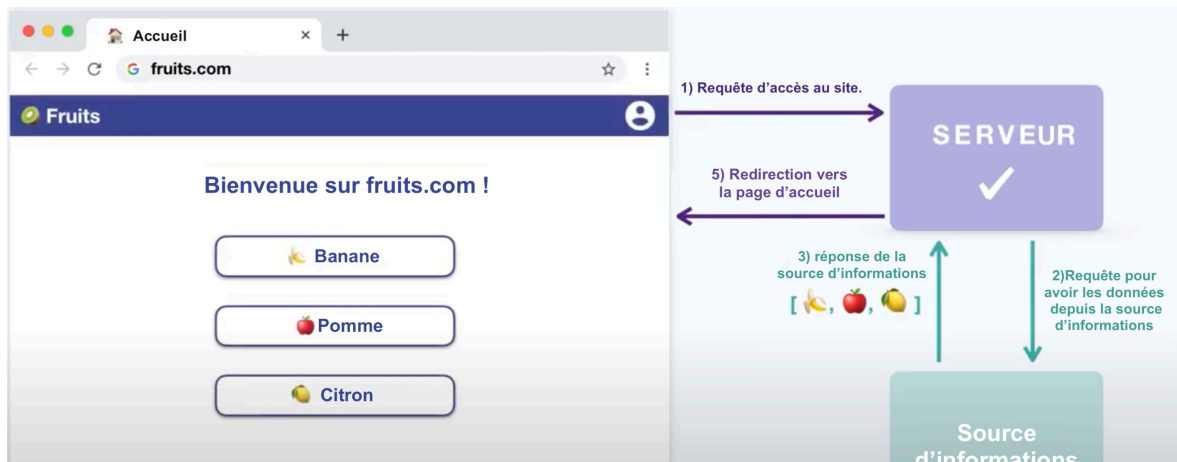 Accueil
fruits.com
Fruits
1) Requête d'accès au site.
SERVEUR
Bienvenue sur fruits.com !
5) Redirection vers
la page d'accueil
Banane
3) réponse de la
source d'informations
[ , , ]
2)Requête pour
avoir les données
depuis la source
d'informations
Pomme
Citron
Source
d'informations